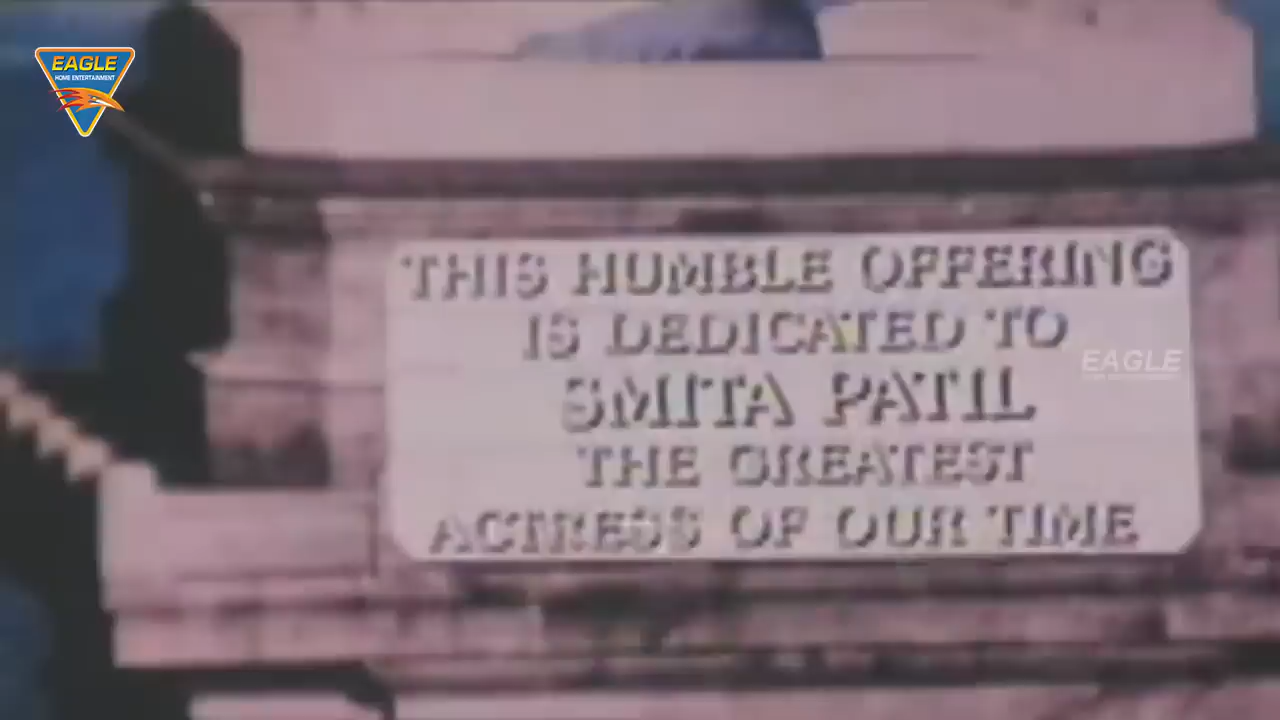 EAGLE
HOME ENTERTAINMENT
THIS HUMBLE OFFERING
IS DEDICATED TO
EAGLE
SMITA PATIL
THE GREATEST
ACTRESS OF OUR TIME